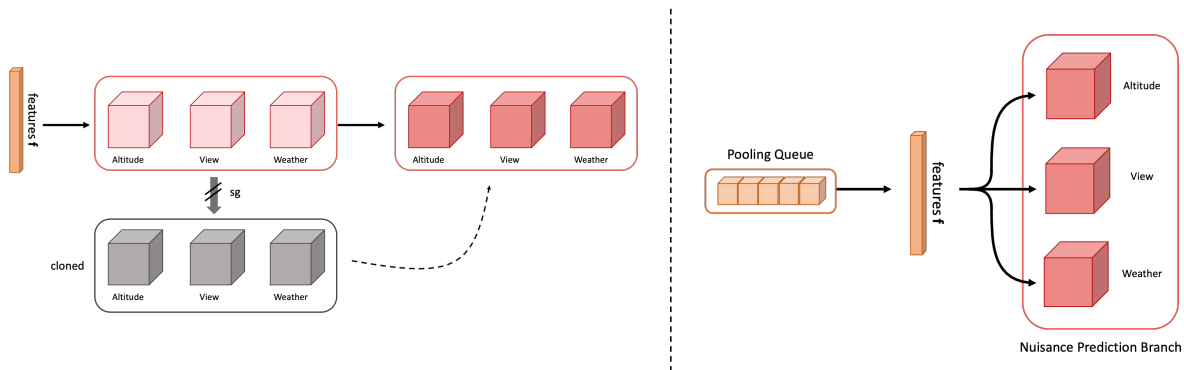 features f
Altitude
View
Weather
Altitude
View
Weather
sg
cloned
Altitude
View
Weather
Pooling Queue
features f
Altitude
View
Weather
Nuisance Prediction Branch